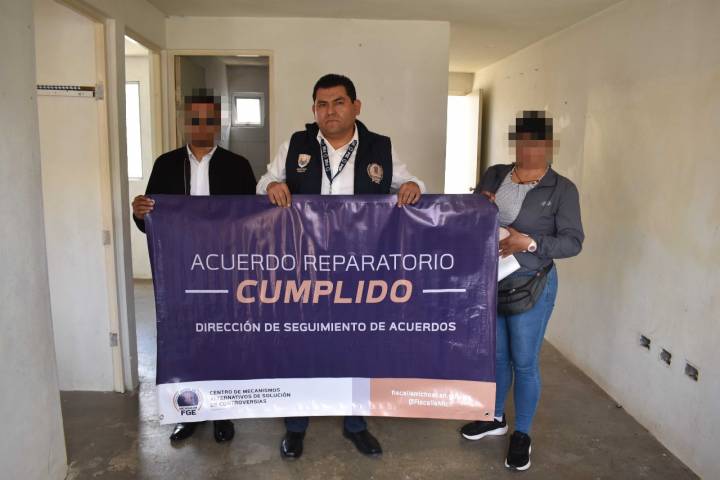 ACUERDO REPARATORIO
CUMPLIDO
DIRECCIÓN DE SEGUIMIENTO DE ACUERDOS
FGE
CENTRO DE MECANISMOS
ALTERNATIVOS DE SOLUCIÓN
DE CONTROVERSIAS